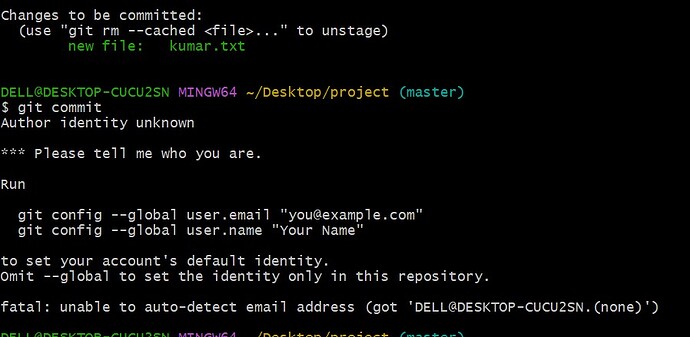 Changes to be committed:
  (use "git rm --cached <file>..." to unstage)
        new file:   kumar.txt
DELL@DESKTOP-CUCU2SN MINGW64 ~/Desktop/project (master)
$ git commit
Author identity unknown
*** Please tell me who you are.
Run
  git config --global user.email "you@example.com"
  git config --global user.name "Your Name"
to set your account's default identity.
Omit --global to set the identity only in this repository.
fatal: unable to auto-detect email address (got 'DELL@DESKTOP-CUCU2SN.(none)')
DELL@DESKTOP-CUCU2SN MINGW64 ~/Desktop/project (master)